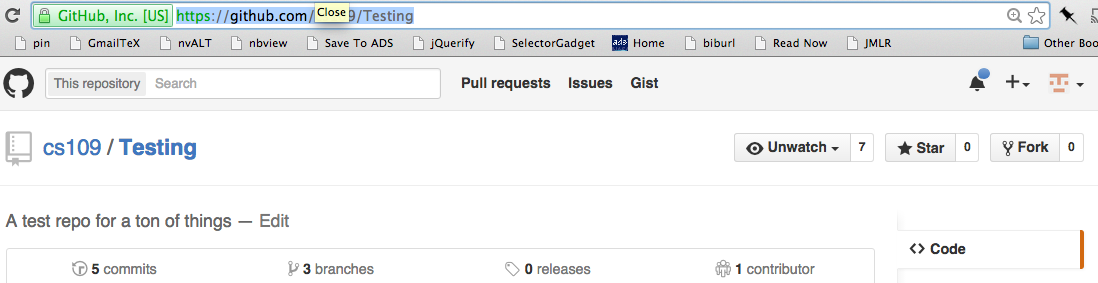 GitHub, Inc. [US] https://github.com/ 9/Testing
Close
pin GmailTeX nvALT nbview Save To ADS jQuerify SelectorGadget ads Home biburl Read Now JMLR Other Boo
This repository Search Pull requests Issues Gist
cs109 / Testing Unwatch 7 Star 0 Fork 0
A test repo for a ton of things — Edit
Code
5 commits 3 branches 0 releases 1 contributor